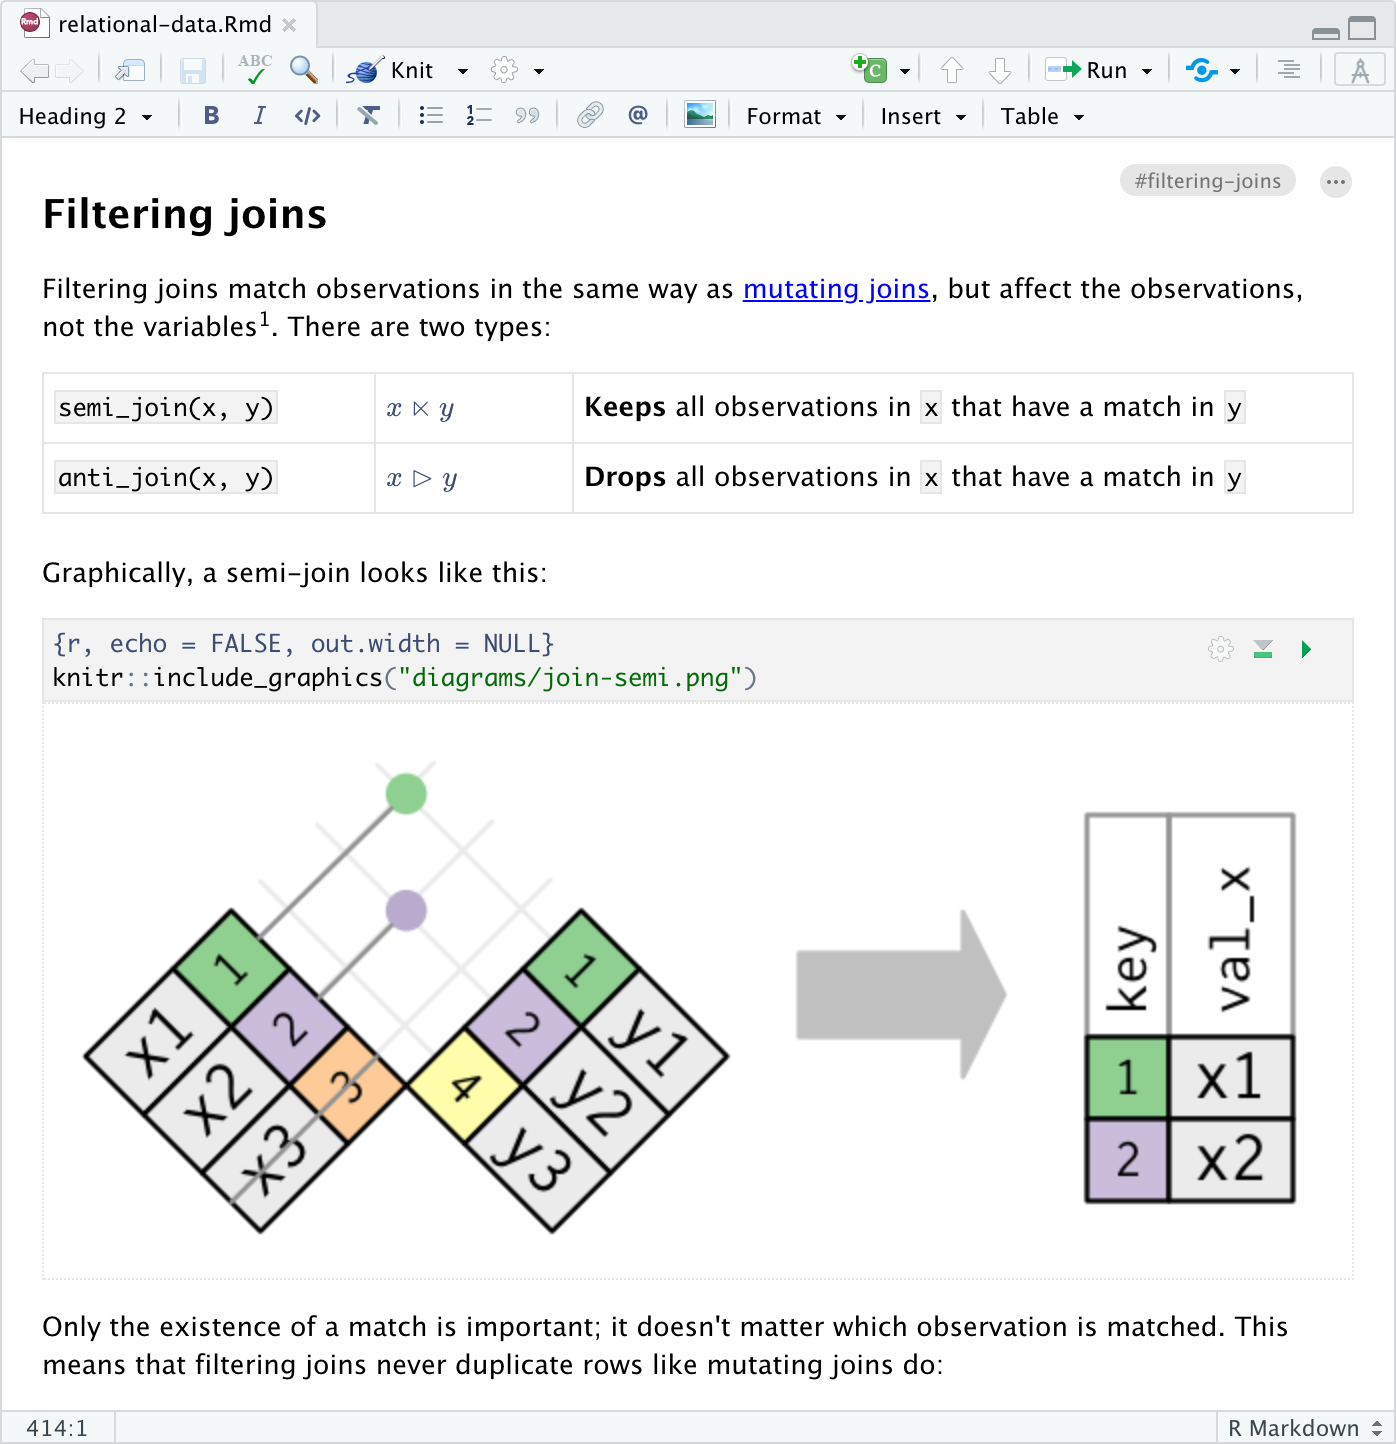 relational-data.Rmd
ABC Knit C Run
Heading 2 B I </> 1 2 @ Format Insert Table
#filtering-joins ...
Filtering joins
Filtering joins match observations in the same way as mutating joins, but affect the observations,
not the variables¹. There are two types:
semi_join(x, y) x ⋉ y Keeps all observations in x that have a match in y
anti_join(x, y) x ▷ y Drops all observations in x that have a match in y
Graphically, a semi-join looks like this:
{r, echo = FALSE, out.width = NULL}
knitr::include_graphics("diagrams/join-semi.png")
1
2
3
x1
x2
x3
1
2
4
y1
y2
y3
key val_x
1 x1
2 x2
Only the existence of a match is important; it doesn't matter which observation is matched. This
means that filtering joins never duplicate rows like mutating joins do:
414:1 R Markdown